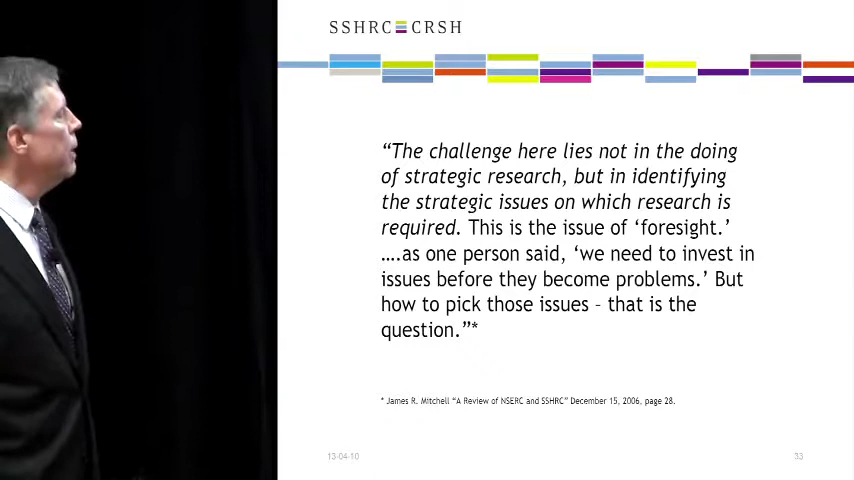 SSHRC CRSH
“The challenge here lies not in the doing
of strategic research, but in identifying
the strategic issues on which research is
required. This is the issue of ‘foresight.’
….as one person said, ‘we need to invest in
issues before they become problems.’ But
how to pick those issues – that is the
question.”*
* James R. Mitchell “A Review of NSERC and SSHRC” December 15, 2006, page 28.
13-04-10
33